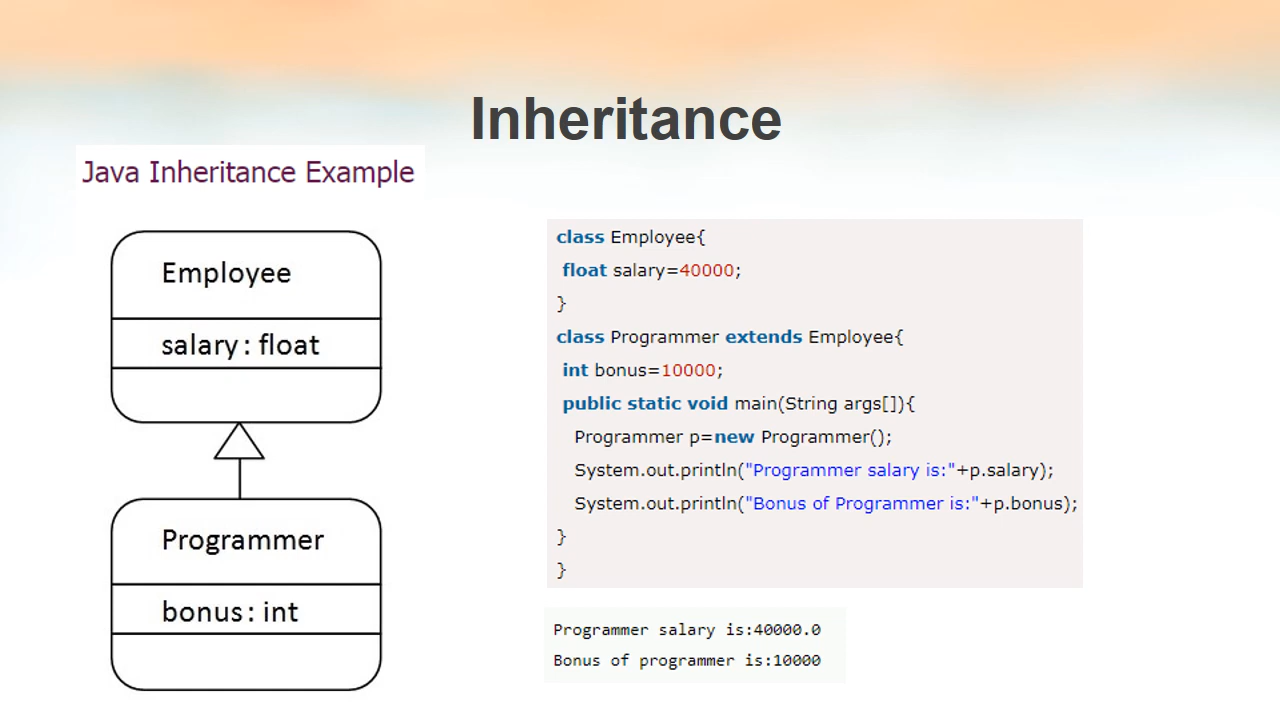 Inheritance
Java Inheritance Example
Employee
salary : float
Programmer
bonus : int
class Employee{
float salary=40000;
}
class Programmer extends Employee{
int bonus=10000;
public static void main(String args[]){
Programmer p=new Programmer();
System.out.println("Programmer salary is:"+p.salary);
System.out.println("Bonus of Programmer is:"+p.bonus);
}
}
Programmer salary is:40000.0
Bonus of programmer is:10000